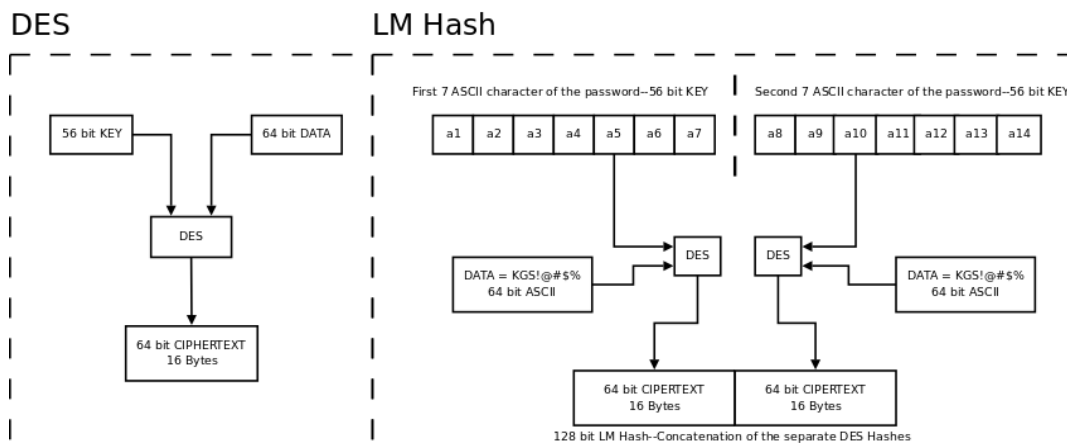 DES
LM Hash
First 7 ASCII character of the password--56 bit KEY
Second 7 ASCII character of the password--56 bit KEY
56 bit KEY
64 bit DATA
a1 a2 a3 a4 a5 a6 a7
a8 a9 a10 a11 a12 a13 a14
DES
DES
DES
DATA = KGS!@#$%
64 bit ASCII
DATA = KGS!@#$%
64 bit ASCII
64 bit CIPHERTEXT
16 Bytes
64 bit CIPERTEXT
16 Bytes
64 bit CIPERTEXT
16 Bytes
128 bit LM Hash--Concatenation of the separate DES Hashes